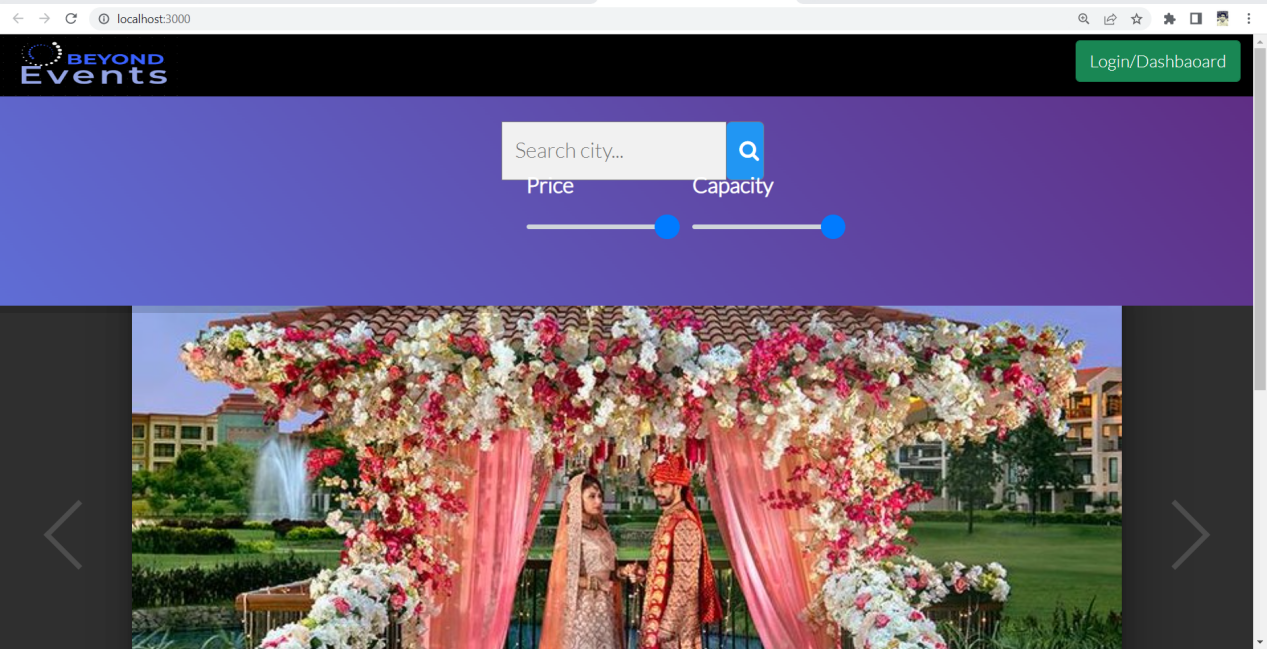 localhost:3000
BEYOND
Events
Login/Dashbaoard
Search city...
Price
Capacity